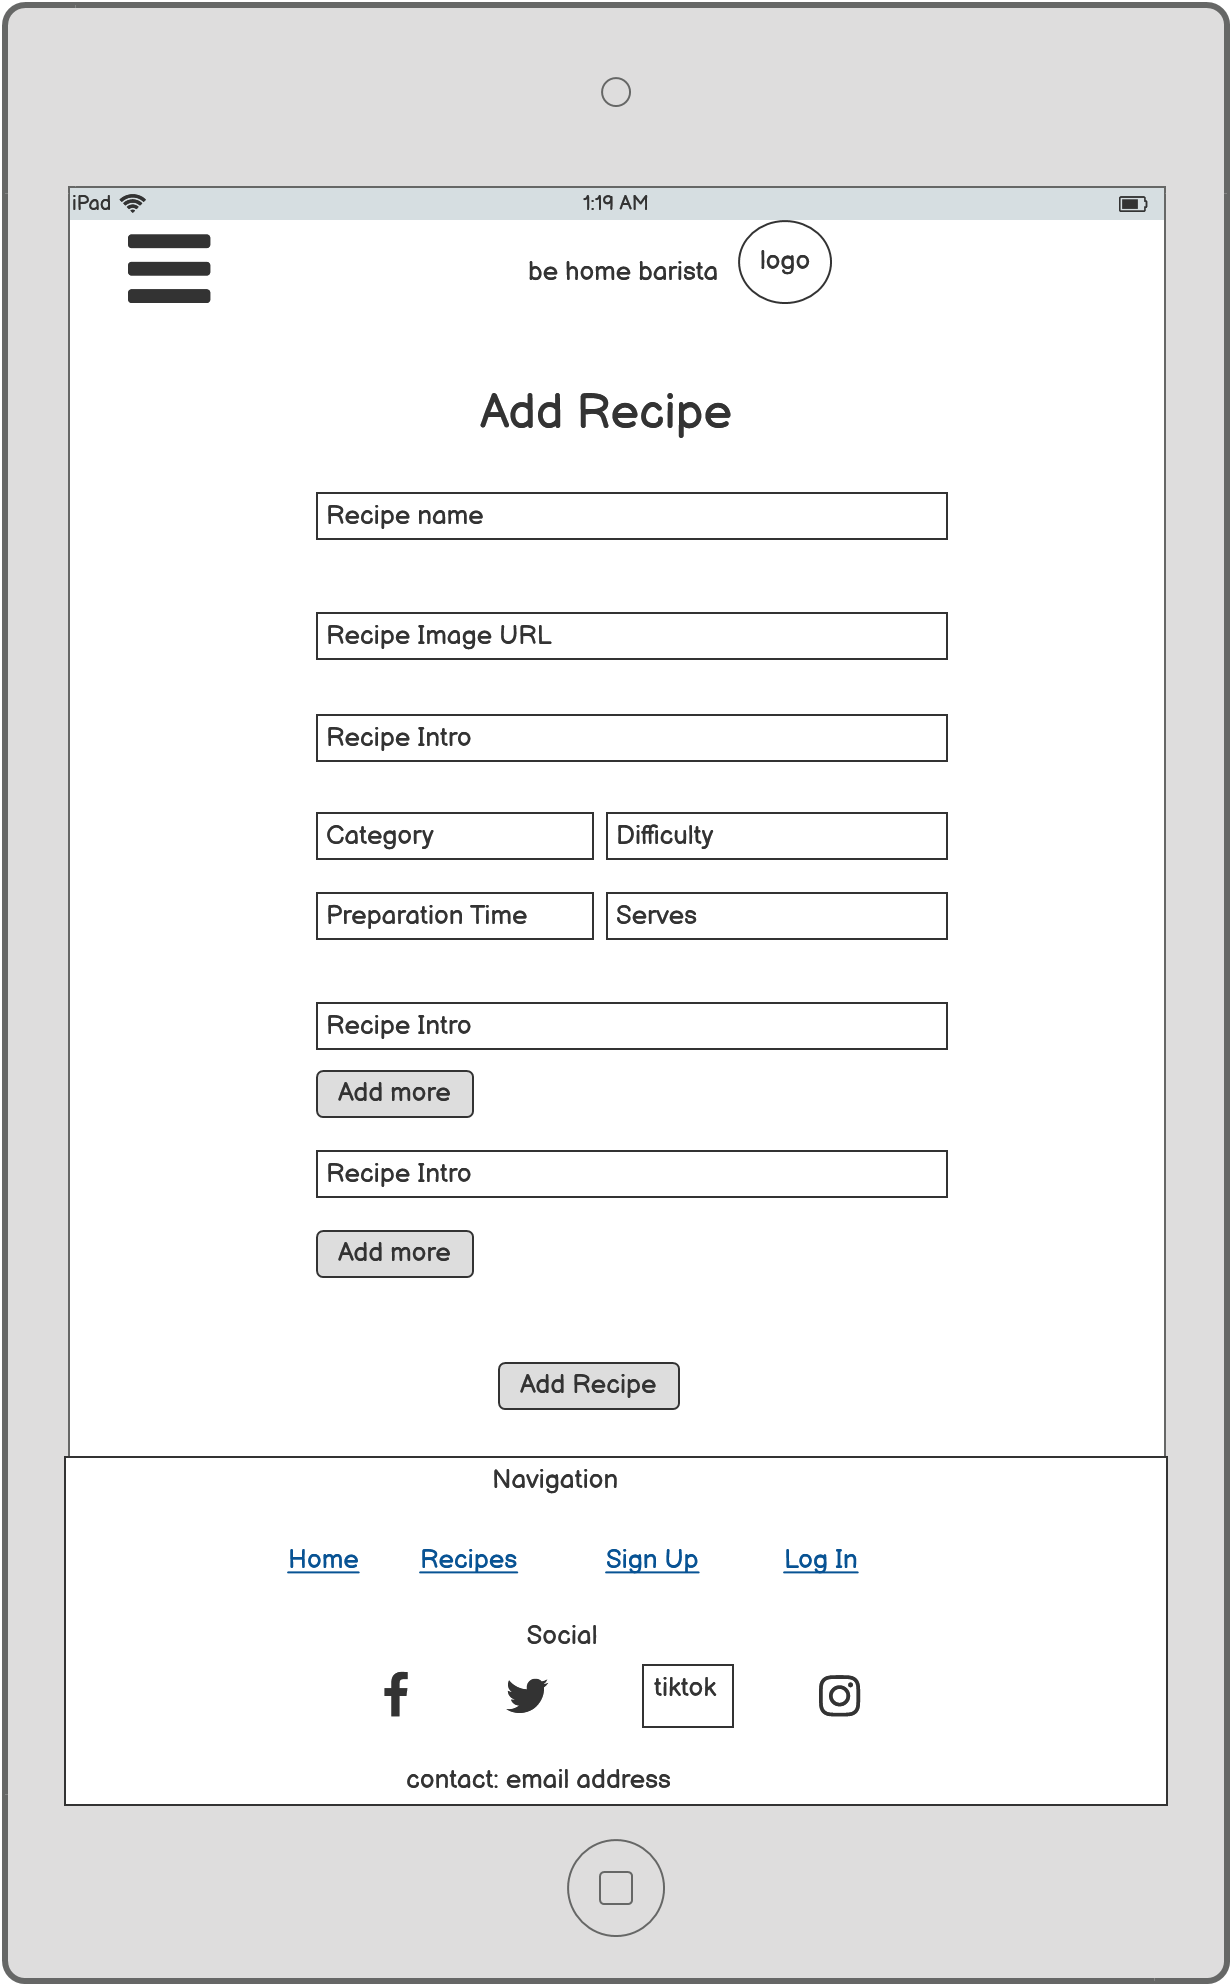 iPad 1:19 AM
be home barista logo
Add Recipe
Recipe name
Recipe Image URL
Recipe Intro
Category Difficulty
Preparation Time Serves
Recipe Intro
Add more
Recipe Intro
Add more
Add Recipe
Navigation
Home Recipes Sign Up Log In
Social
tiktok
contact: email address